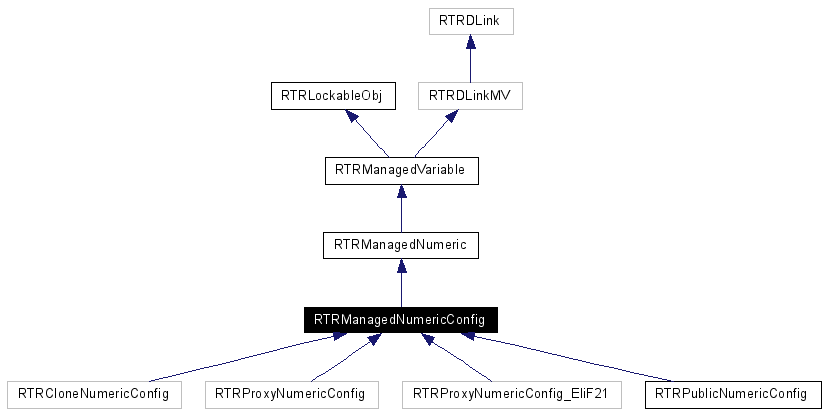 RTRDLink
RTRLockableObj
RTRDLinkMV
RTRManagedVariable
RTRManagedNumeric
RTRManagedNumericConfig
RTRCloneNumericConfig
RTRProxyNumericConfig
RTRProxyNumericConfig_EliF21
RTRPublicNumericConfig